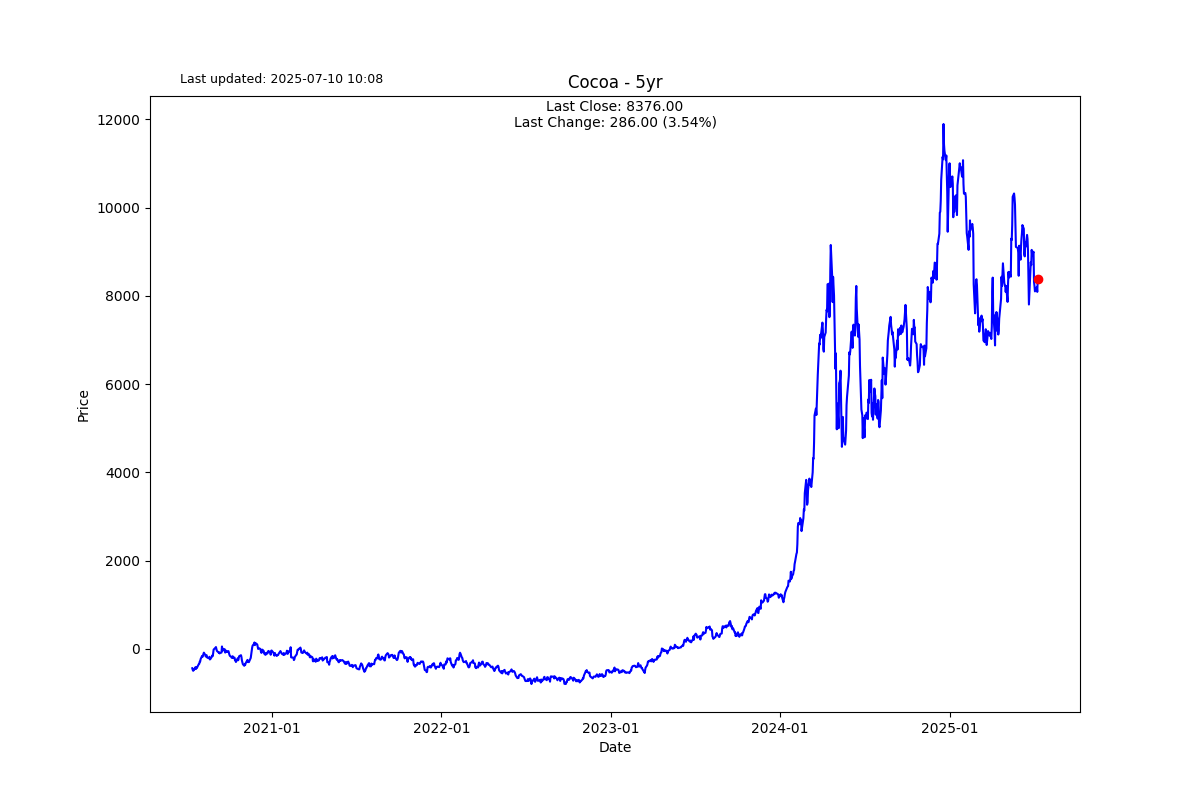 Last updated: 2025-07-10 10:08
Cocoa - 5yr
Last Close: 8376.00
Last Change: 286.00 (3.54%)
12000
10000
8000
6000
4000
2000
0
Price
2021-01
2022-01
2023-01
2024-01
2025-01
Date